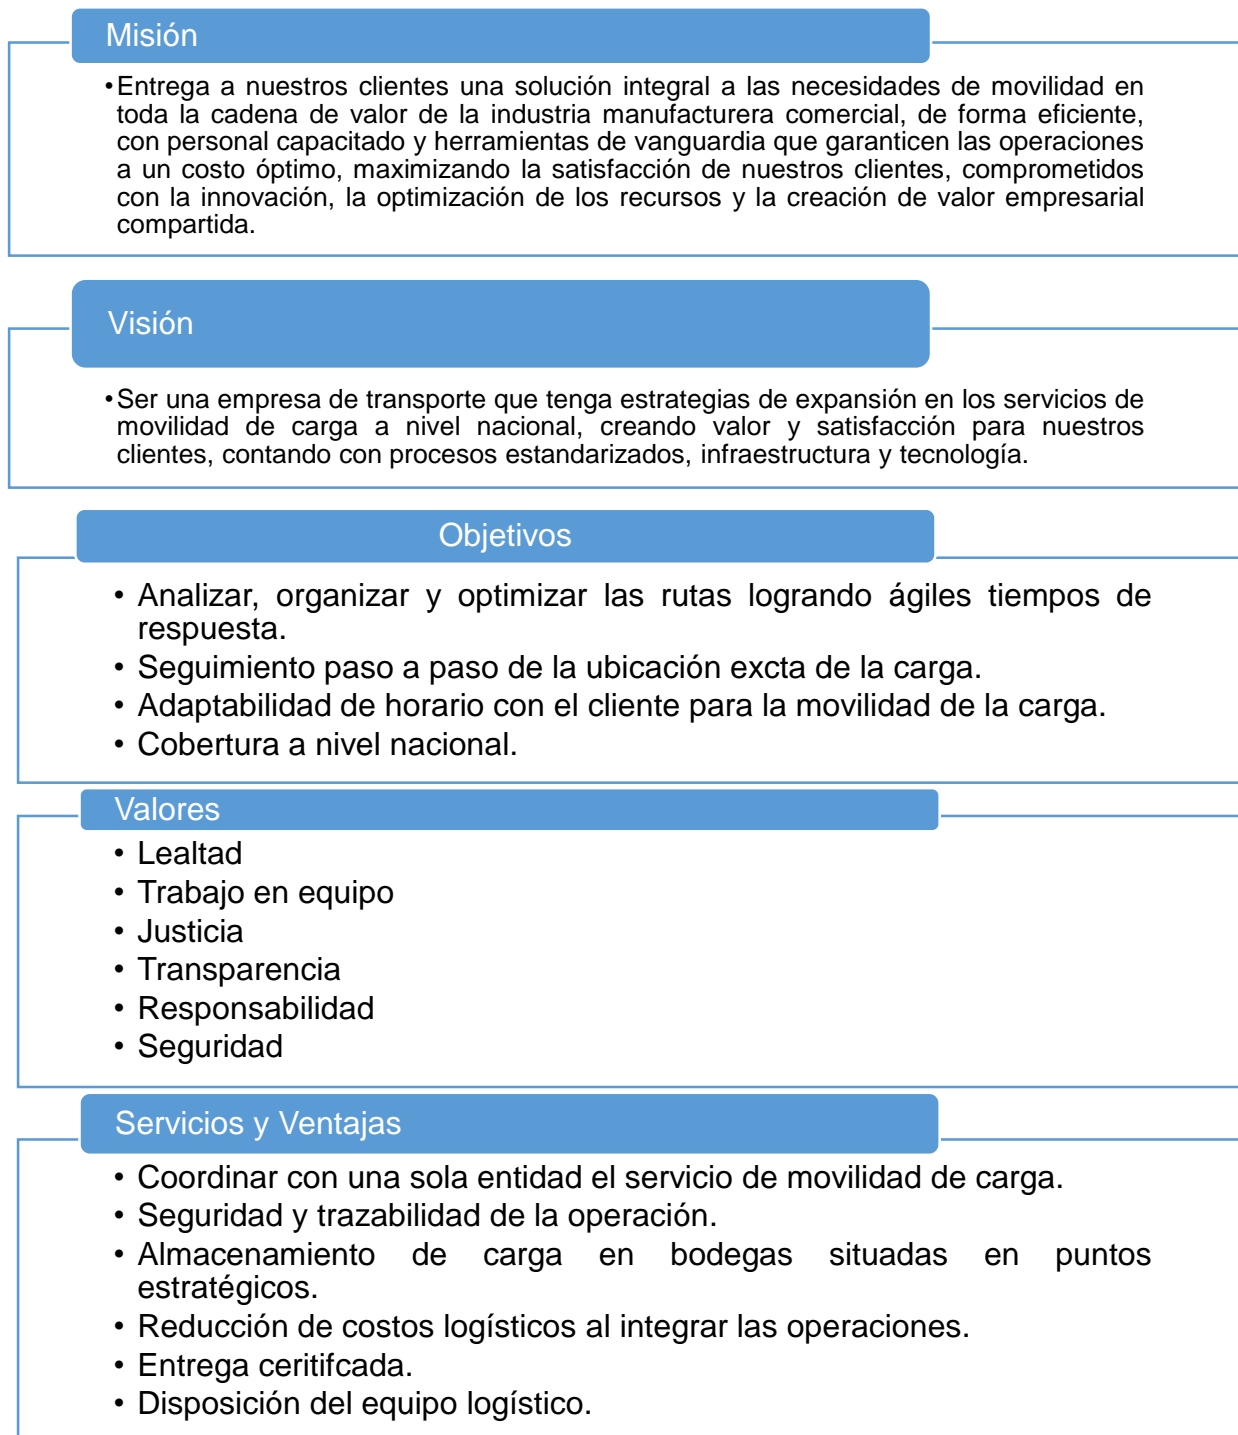 Misión
•Entrega a nuestros clientes una solución integral a las necesidades de movilidad en
toda la cadena de valor de la industria manufacturera comercial, de forma eficiente,
con personal capacitado y herramientas de vanguardia que garanticen las operaciones
a un costo óptimo, maximizando la satisfacción de nuestros clientes, comprometidos
con la innovación, la optimización de los recursos y la creación de valor empresarial
compartida.
Visión
•Ser una empresa de transporte que tenga estrategias de expansión en los servicios de
movilidad de carga a nivel nacional, creando valor y satisfacción para nuestros
clientes, contando con procesos estandarizados, infraestructura y tecnología.
Objetivos
• Analizar, organizar y optimizar las rutas logrando ágiles tiempos de
respuesta.
• Seguimiento paso a paso de la ubicación excta de la carga.
• Adaptabilidad de horario con el cliente para la movilidad de la carga.
• Cobertura a nivel nacional.
Valores
• Lealtad
• Trabajo en equipo
• Justicia
• Transparencia
• Responsabilidad
• Seguridad
Servicios y Ventajas
• Coordinar con una sola entidad el servicio de movilidad de carga.
• Seguridad y trazabilidad de la operación.
• Almacenamiento de carga en bodegas situadas en puntos
estratégicos.
• Reducción de costos logísticos al integrar las operaciones.
• Entrega ceritifcada.
• Disposición del equipo logístico.